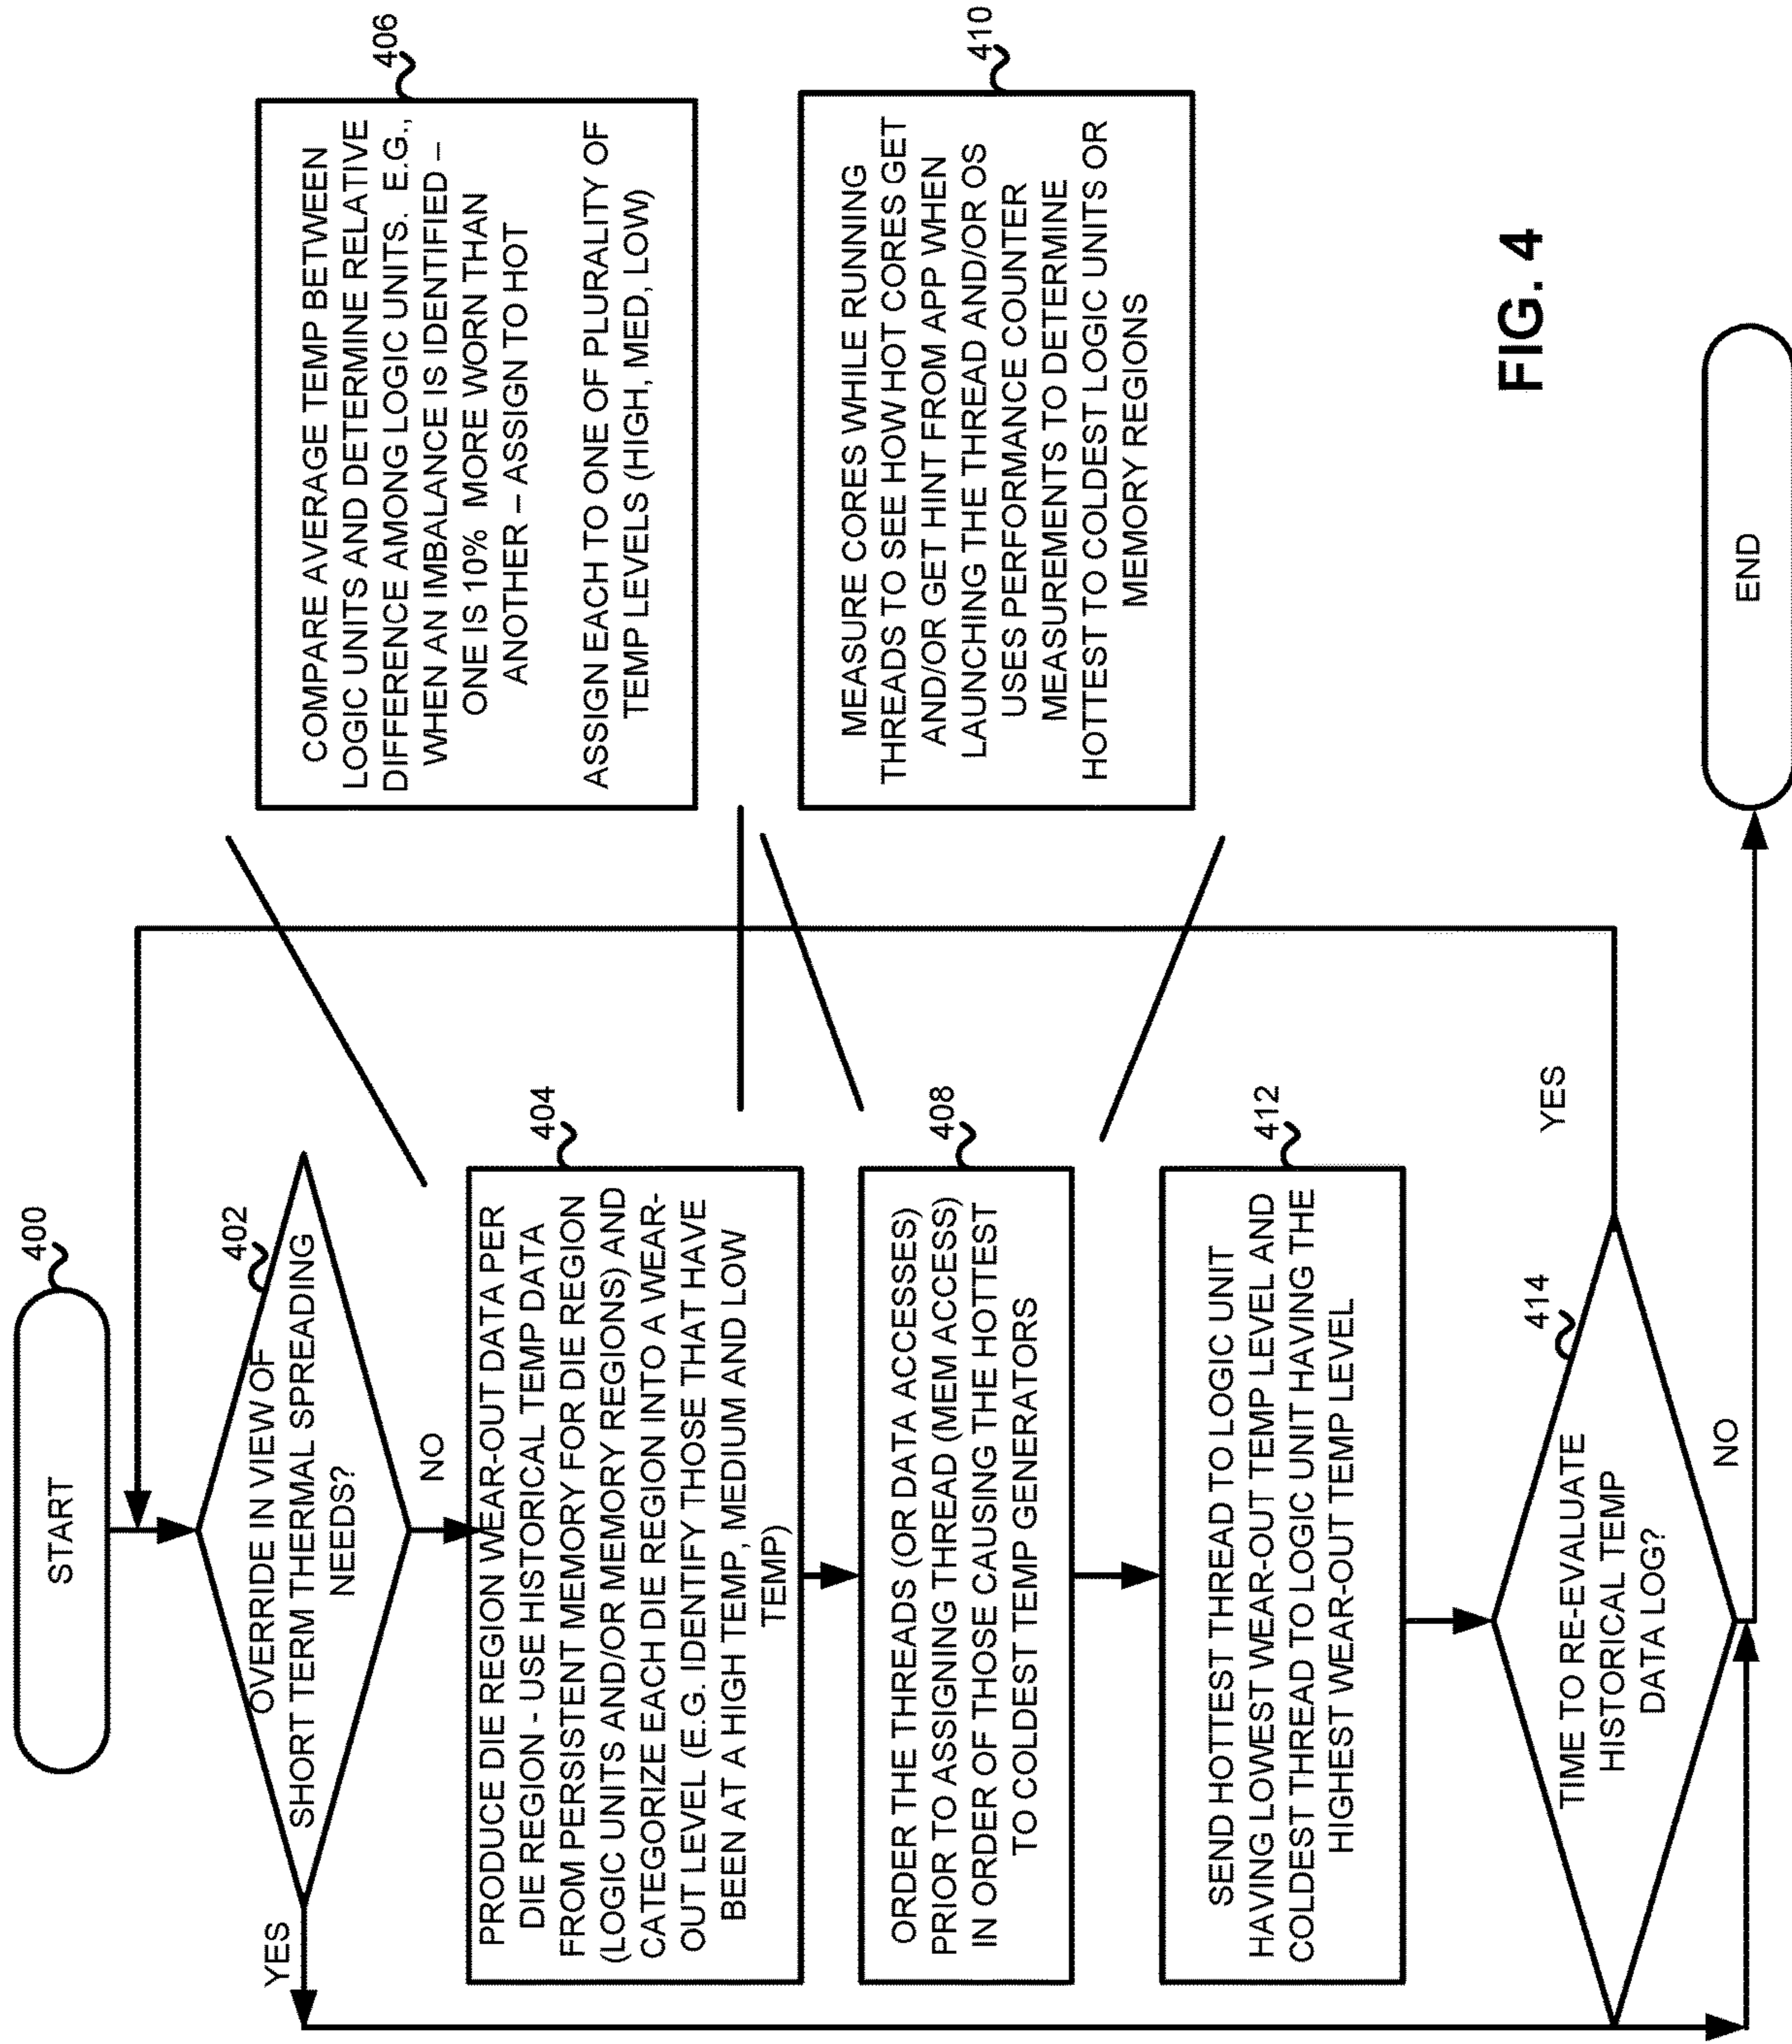 START
400
402
OVERRIDE IN VIEW OF
SHORT TERM THERMAL SPREADING
NEEDS?
YES
NO
404
PRODUCE DIE REGION WEAR-OUT DATA PER
DIE REGION - USE HISTORICAL TEMP DATA
FROM PERSISTENT MEMORY FOR DIE REGION
(LOGIC UNITS AND/OR MEMORY REGIONS) AND
CATEGORIZE EACH DIE REGION INTO A WEAR-
OUT LEVEL (E.G. IDENTIFY THOSE THAT HAVE
BEEN AT A HIGH TEMP, MEDIUM AND LOW
TEMP)
406
COMPARE AVERAGE TEMP BETWEEN
LOGIC UNITS AND DETERMINE RELATIVE
DIFFERENCE AMONG LOGIC UNITS. E.G.,
WHEN AN IMBALANCE IS IDENTIFIED –
ONE IS 10% MORE WORN THAN
ANOTHER – ASSIGN TO HOT
ASSIGN EACH TO ONE OF PLURALITY OF
TEMP LEVELS (HIGH, MED, LOW)
408
ORDER THE THREADS (OR DATA ACCESSES)
PRIOR TO ASSIGNING THREAD (MEM ACCESS)
IN ORDER OF THOSE CAUSING THE HOTTEST
TO COLDEST TEMP GENERATORS
410
MEASURE CORES WHILE RUNNING
THREADS TO SEE HOW HOT CORES GET
AND/OR GET HINT FROM APP WHEN
LAUNCHING THE THREAD AND/OR OS
USES PERFORMANCE COUNTER
MEASUREMENTS TO DETERMINE
HOTTEST TO COLDEST LOGIC UNITS OR
MEMORY REGIONS
412
SEND HOTTEST THREAD TO LOGIC UNIT
HAVING LOWEST WEAR-OUT TEMP LEVEL AND
COLDEST THREAD TO LOGIC UNIT HAVING THE
HIGHEST WEAR-OUT TEMP LEVEL
414
TIME TO RE-EVALUATE
HISTORICAL TEMP
DATA LOG?
YES
NO
END
FIG. 4